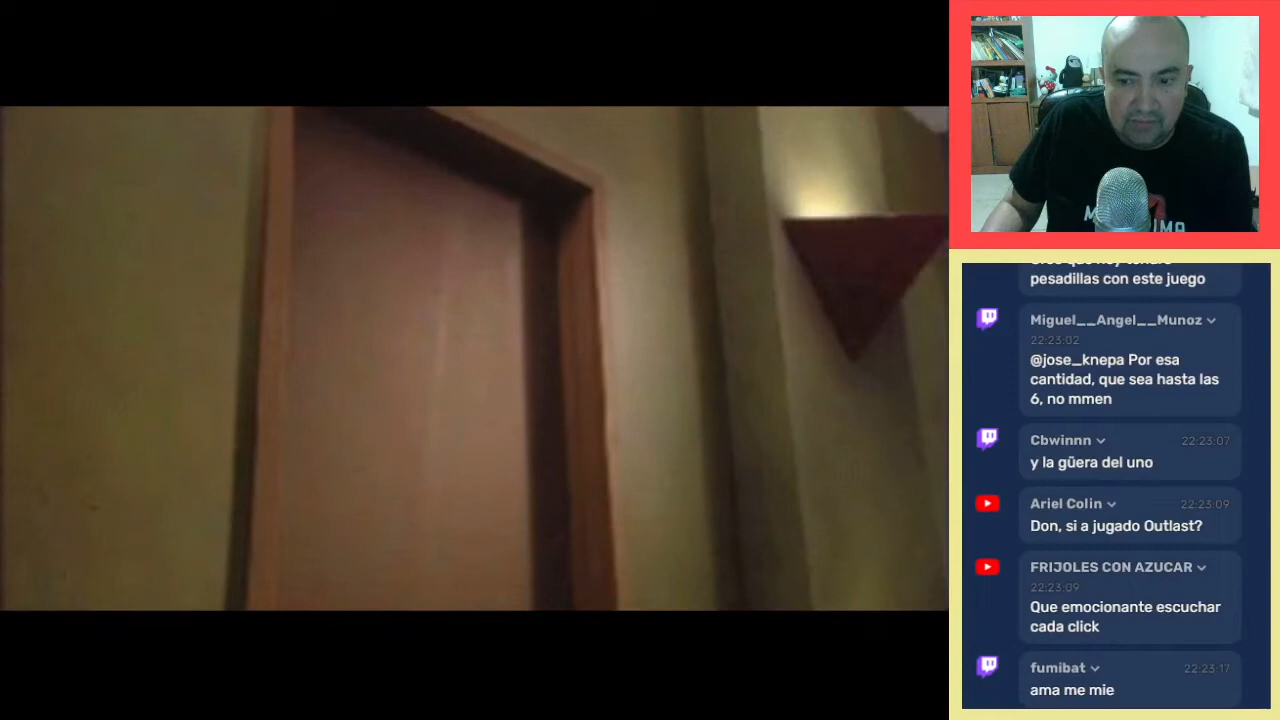 pesadillas con este juego
Miguel__Angel__Munoz
22:23:02
@jose_knepa Por esa
cantidad, que sea hasta las
6, no mmen
Cbwinnn 22:23:07
y la güera del uno
Ariel Colin 22:23:09
Don, si a jugado Outlast?
FRIJOLES CON AZUCAR
22:23:09
Que emocionante escuchar
cada click
fumibat 22:23:17
ama me mie